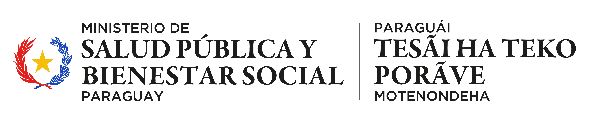 MINISTERIO DE
SALUD PÚBLICA Y
BIENESTAR SOCIAL
PARAGUAY
PARAGUÁI
TESÃI HA TEKO
PORÃVE
MOTENONDEHA